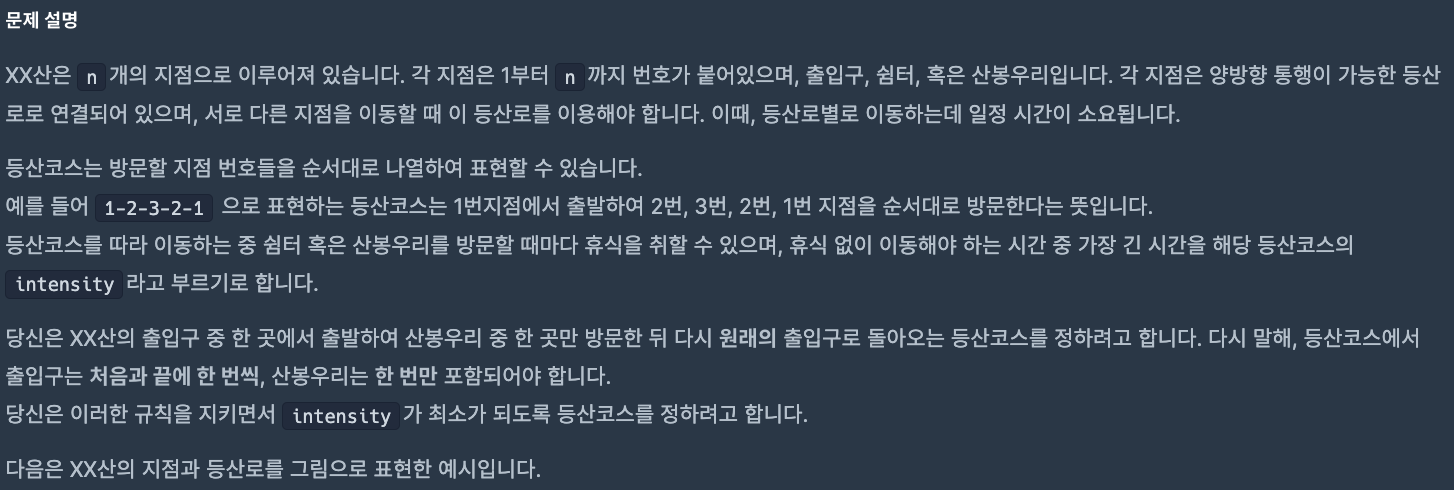 문제 설명
XX산은 n개의 지점으로 이루어져 있습니다. 각 지점은 1부터 n까지 번호가 붙어있으며, 출입구, 쉼터, 혹은 산봉우리입니다. 각 지점은 양방향 통행이 가능한 등산
로로 연결되어 있으며, 서로 다른 지점을 이동할 때 이 등산로를 이용해야 합니다. 이때, 등산로별로 이동하는데 일정 시간이 소요됩니다.
등산코스는 방문할 지점 번호들을 순서대로 나열하여 표현할 수 있습니다.
예를 들어 1-2-3-2-1 으로 표현하는 등산코스는 1번지점에서 출발하여 2번, 3번, 2번, 1번 지점을 순서대로 방문한다는 뜻입니다.
등산코스를 따라 이동하는 중 쉼터 혹은 산봉우리를 방문할 때마다 휴식을 취할 수 있으며, 휴식 없이 이동해야 하는 시간 중 가장 긴 시간을 해당 등산코스의
intensity라고 부르기로 합니다.
당신은 XX산의 출입구 중 한 곳에서 출발하여 산봉우리 중 한 곳만 방문한 뒤 다시 원래의 출입구로 돌아오는 등산코스를 정하려고 합니다. 다시 말해, 등산코스에서
출입구는 처음과 끝에 한 번씩, 산봉우리는 한 번만 포함되어야 합니다.
당신은 이러한 규칙을 지키면서 intensity가 최소가 되도록 등산코스를 정하려고 합니다.
다음은 XX산의 지점과 등산로를 그림으로 표현한 예시입니다.